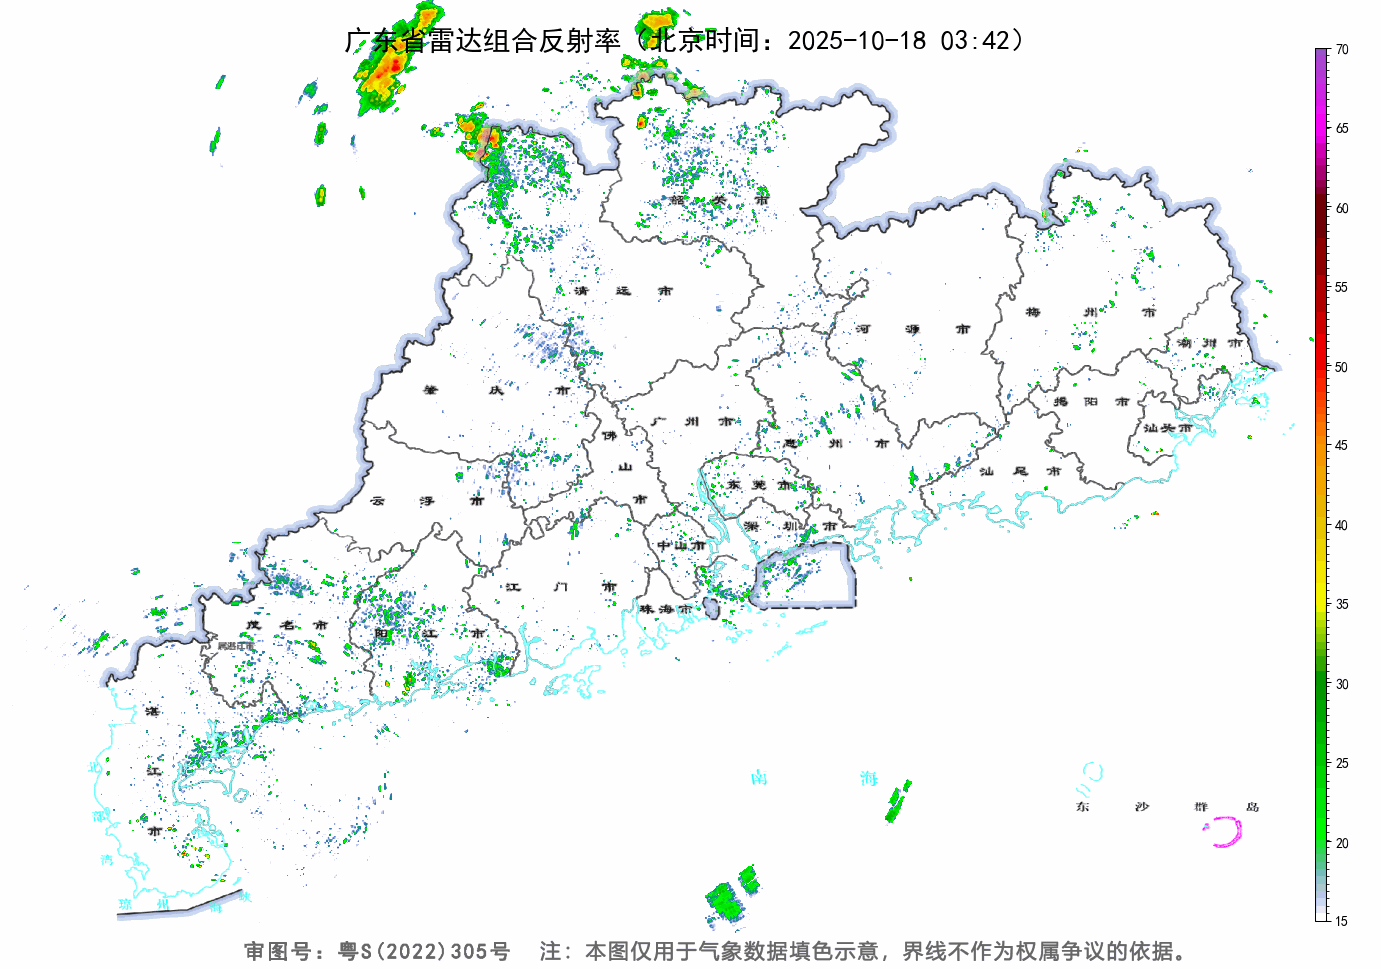 广东省雷达组合反射率（北京时间：2025-10-18 03:42）
70
65
60
55
50
45
40
35
30
25
20
15
韶关市
清远市
河源市
梅州市
潮州市
肇庆市
广州市
佛山市
惠州市
揭阳市
汕头市
汕尾市
云浮市
东莞市
深圳市
中山市
江门市
珠海市
茂名市
阳江市
属湛江市
湛江市
北部湾
琼州海峡
南海
东沙群岛
审图号：粤S(2022)305号 注：本图仅用于气象数据填色示意，界线不作为权属争议的依据。